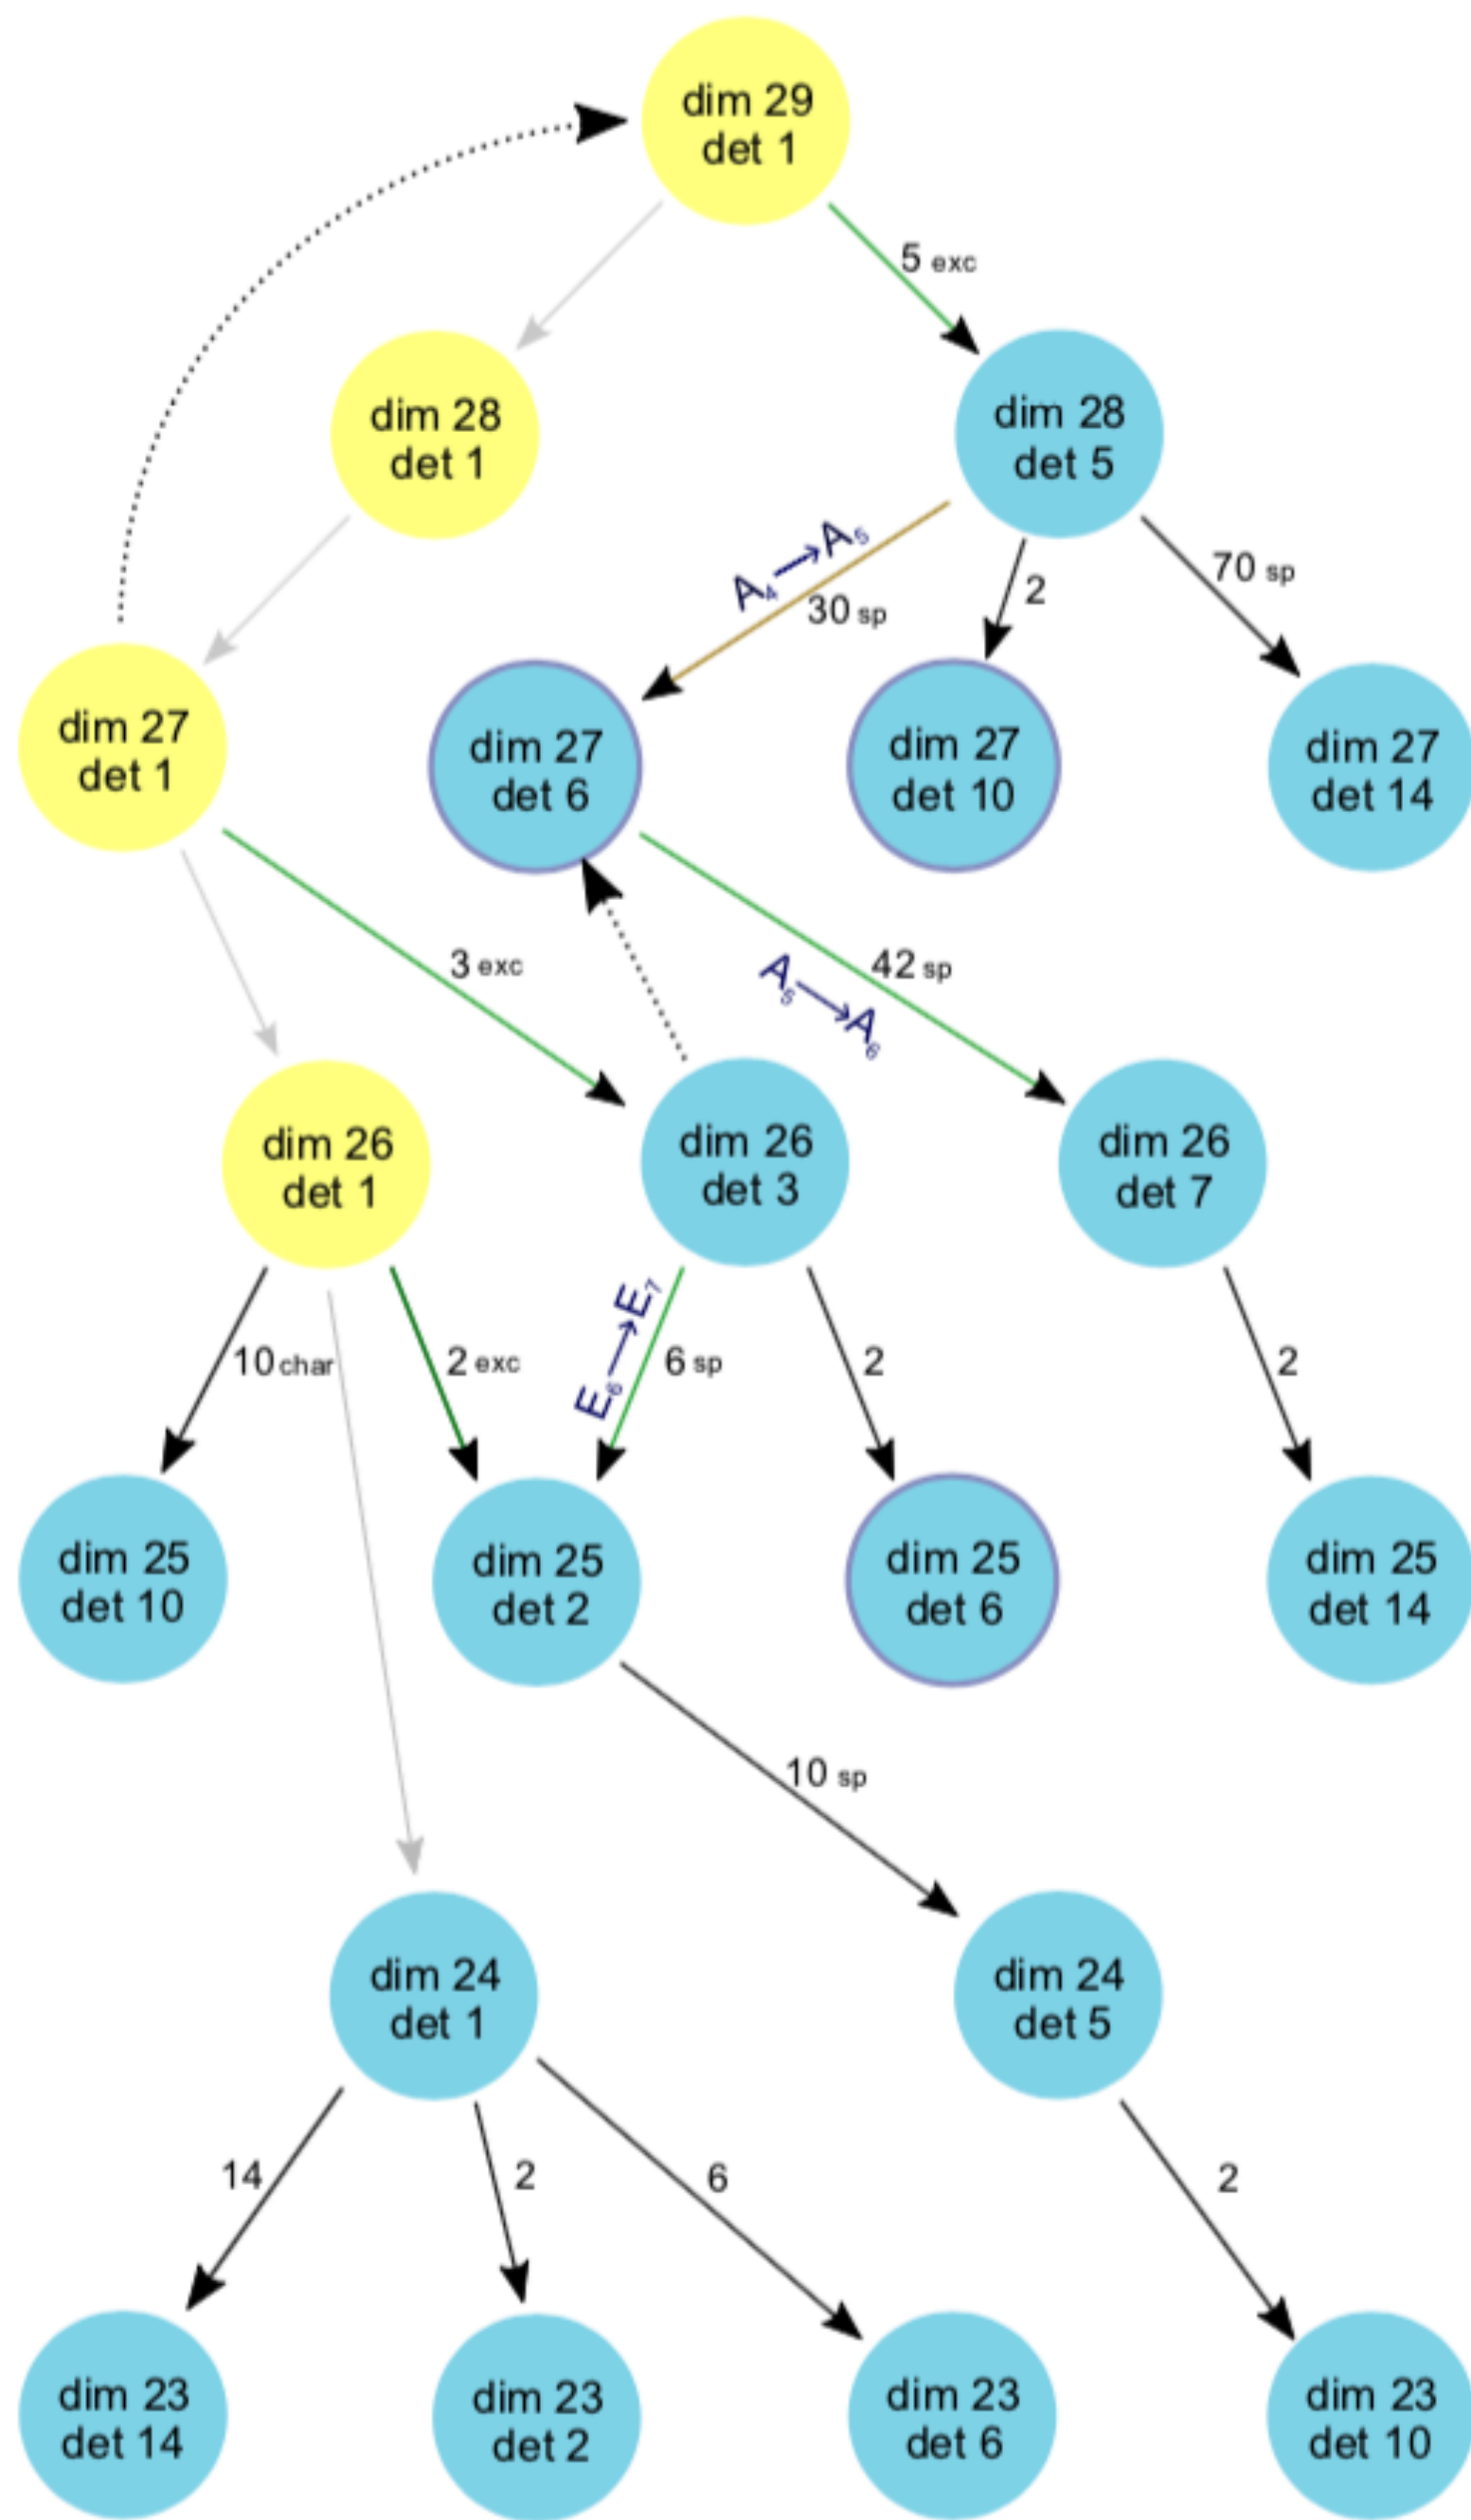 dim 29
det 1
5 exc
dim 28
det 1
dim 28
det 5
A₄→A₅
30 sp
2
70 sp
dim 27
det 1
dim 27
det 6
dim 27
det 10
dim 27
det 14
3 exc
42 sp
A₅→A₆
dim 26
det 1
dim 26
det 3
dim 26
det 7
10 char
2 exc
E₆→E₇
6 sp
2
2
dim 25
det 10
dim 25
det 2
dim 25
det 6
dim 25
det 14
10 sp
dim 24
det 1
dim 24
det 5
14
2
6
2
dim 23
det 14
dim 23
det 2
dim 23
det 6
dim 23
det 10